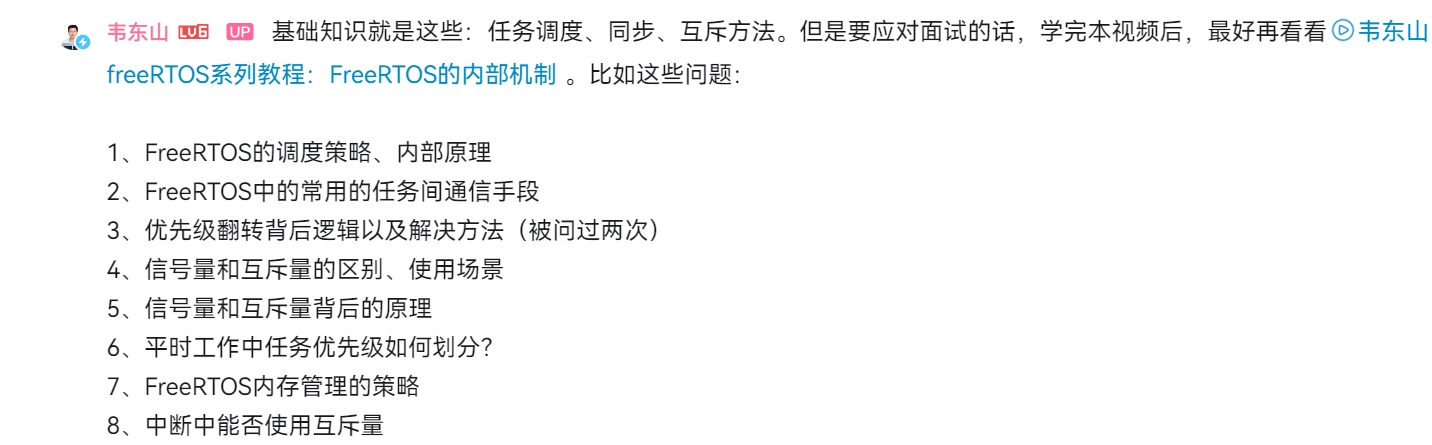 韦东山 LV6 UP 基础知识就是这些：任务调度、同步、互斥方法。但是要应对面试的话，学完本视频后，最好再看看 韦东山
freeRTOS系列教程：FreeRTOS的内部机制 。比如这些问题：
1、FreeRTOS的调度策略、内部原理
2、FreeRTOS中的常用的任务间通信手段
3、优先级翻转背后逻辑以及解决方法（被问过两次）
4、信号量和互斥量的区别、使用场景
5、信号量和互斥量背后的原理
6、平时工作中任务优先级如何划分？
7、FreeRTOS内存管理的策略
8、中断中能否使用互斥量